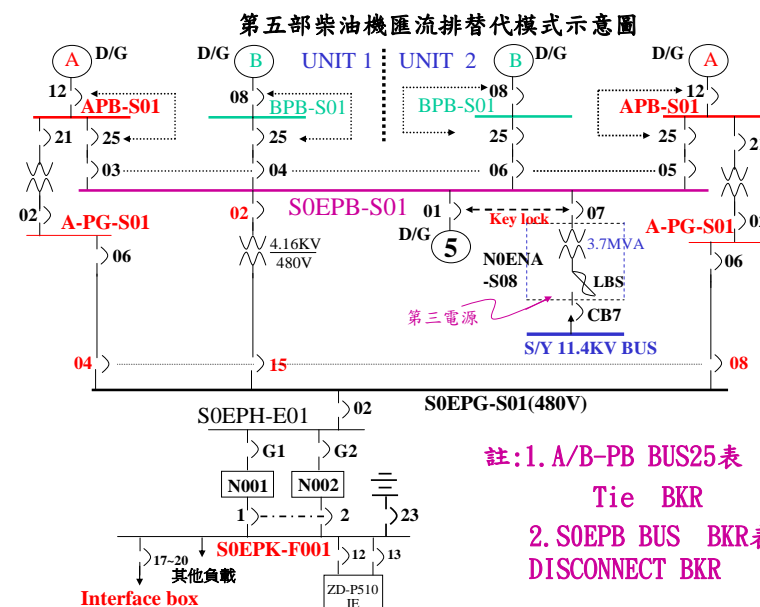 第五部柴油機匯流排替代模式示意圖
A D/G B UNIT 1 UNIT 2 B D/G D/G A
D/G
12 08 08 12
APB-S01 BPB-S01 BPB-S01 APB-S01
21 25 25 25 25
03 04 06 05
02 S0EPB-S01
A-PG-S01 02 01 Key lock 07 A-PG-S01
D/G 5
06 4.16KV 3.7MVA 06
480V N0ENA
-S08 LBS
第三電源 CB7
S/Y 11.4KV BUS
04 15 08
S0EPG-S01(480V)
02
S0EPH-E01
G1 G2
N001 N002
1 2 23
S0EPK-F001
17~20 其他負載 12 13
Interface box ZD-P510
IE
註:1. A/B-PB BUS25表
Tie BKR
2. S0EPB BUS BKR表
DISCONNECT BKR